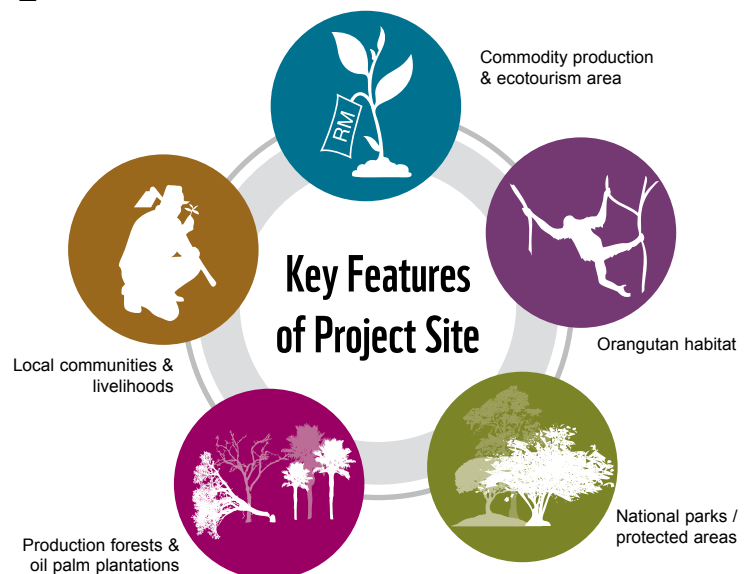 Commodity production
& ecotourism area
RM
Key Features
of Project Site
Orangutan habitat
Local communities &
livelihoods
National parks /
protected areas
Production forests &
oil palm plantations